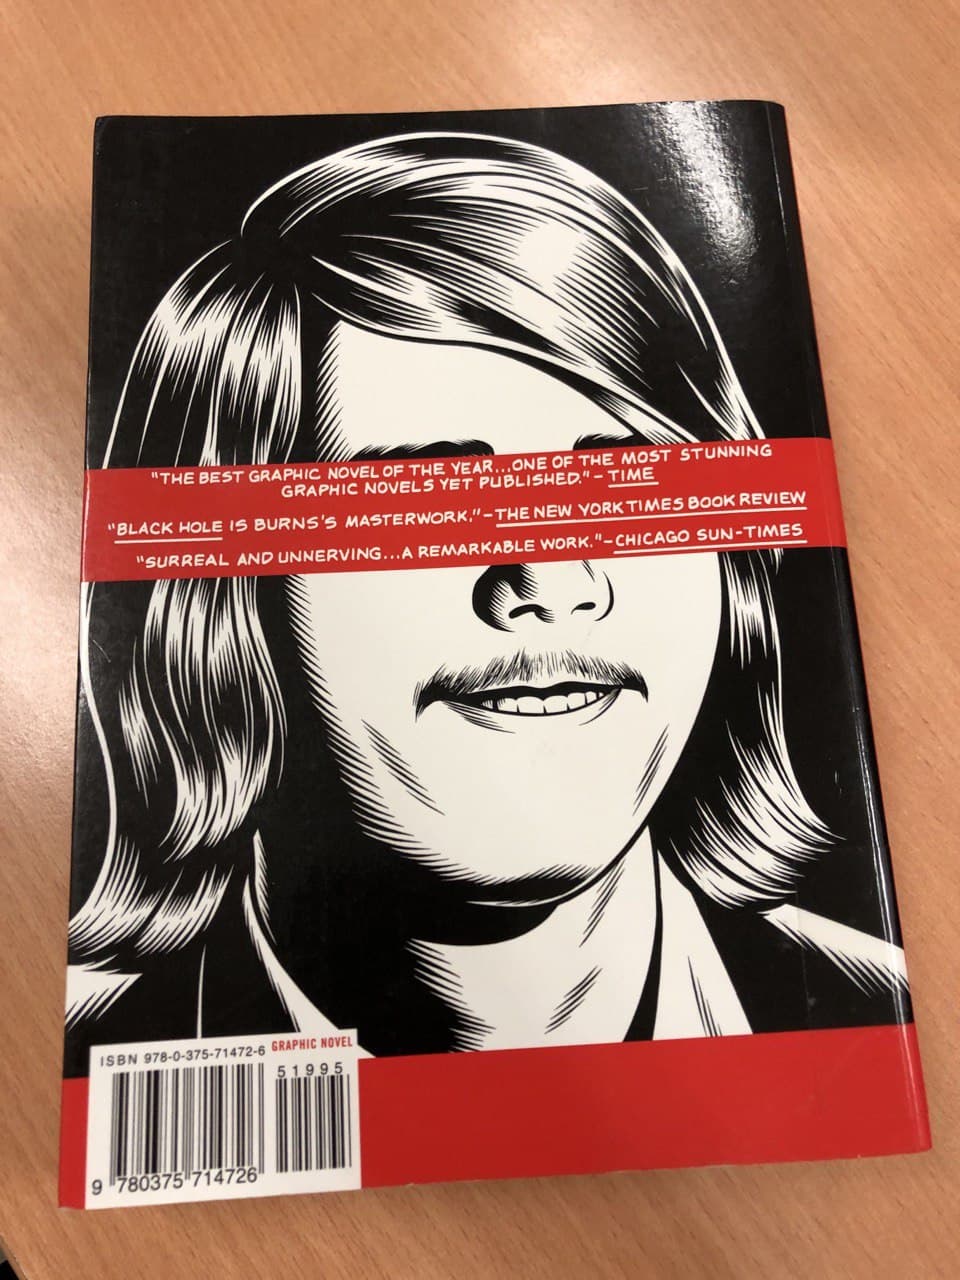 "THE BEST GRAPHIC NOVEL OF THE YEAR...ONE OF THE MOST STUNNING
GRAPHIC NOVELS YET PUBLISHED." – TIME
"BLACK HOLE IS BURNS'S MASTERWORK." – THE NEW YORK TIMES BOOK REVIEW
"SURREAL AND UNNERVING...A REMARKABLE WORK." – CHICAGO SUN-TIMES
ISBN 978-0-375-71472-6 GRAPHIC NOVEL
51995
9 780375 714726